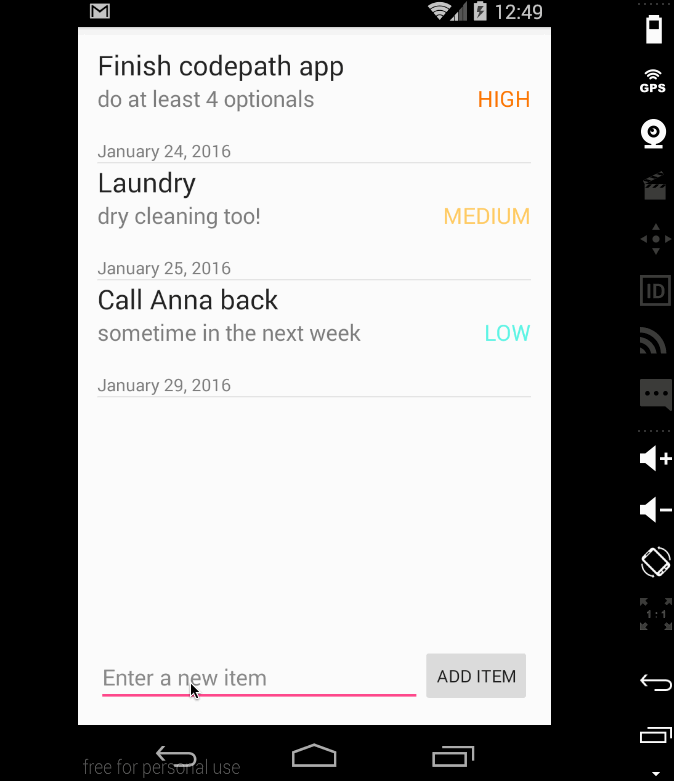 12:49
Finish codepath app
do at least 4 optionals
HIGH
January 24, 2016
Laundry
dry cleaning too!
MEDIUM
January 25, 2016
Call Anna back
sometime in the next week
LOW
January 29, 2016
Enter a new item
ADD ITEM
free for personal use
GPS
ID
1:1